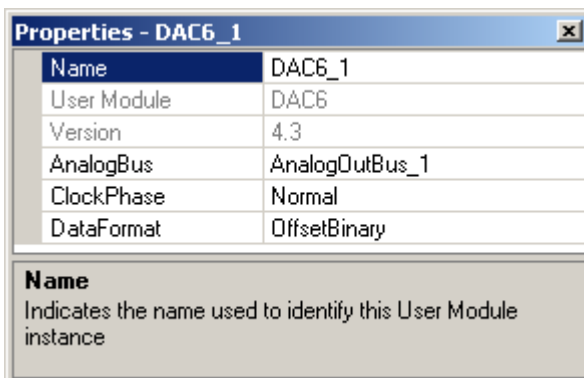 Properties - DAC6_1
Name DAC6_1
User Module DAC6
Version 4.3
AnalogBus AnalogOutBus_1
ClockPhase Normal
DataFormat OffsetBinary
Name
Indicates the name used to identify this User Module
instance